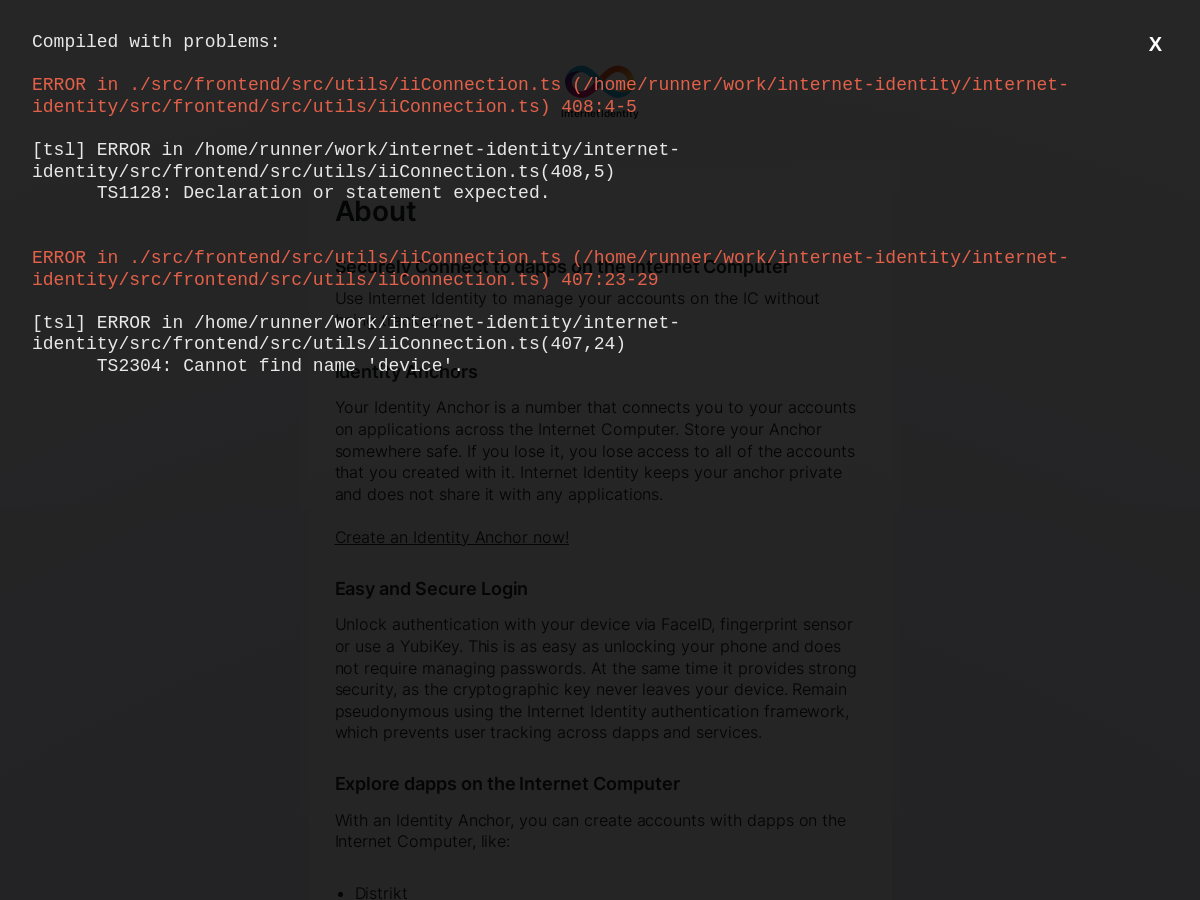 Compiled with problems:
X
ERROR in ./src/frontend/src/utils/iiConnection.ts (/home/runner/work/internet-identity/internet-
identity/src/frontend/src/utils/iiConnection.ts) 408:4-5
InternetIdentity
[tsl] ERROR in /home/runner/work/internet-identity/internet-
identity/src/frontend/src/utils/iiConnection.ts(408,5)
TS1128: Declaration or statement expected.
About
ERROR in ./src/frontend/src/utils/iiConnection.ts (/home/runner/work/internet-identity/internet-
identity/src/frontend/src/utils/iiConnection.ts) 407:23-29
Securely Connect to dapps on the Internet Computer
Use Internet Identity to manage your accounts on the IC without
[tsl] ERROR in /home/runner/work/internet-identity/internet-
identity/src/frontend/src/utils/iiConnection.ts(407,24)
TS2304: Cannot find name 'device'.
Identity Anchors
Your Identity Anchor is a number that connects you to your accounts
on applications across the Internet Computer. Store your Anchor
somewhere safe. If you lose it, you lose access to all of the accounts
that you created with it. Internet Identity keeps your anchor private
and does not share it with any applications.
Create an Identity Anchor now!
Easy and Secure Login
Unlock authentication with your device via FaceID, fingerprint sensor
or use a YubiKey. This is as easy as unlocking your phone and does
not require managing passwords. At the same time it provides strong
security, as the cryptographic key never leaves your device. Remain
pseudonymous using the Internet Identity authentication framework,
which prevents user tracking across dapps and services.
Explore dapps on the Internet Computer
With an Identity Anchor, you can create accounts with dapps on the
Internet Computer, like:
• Distrikt